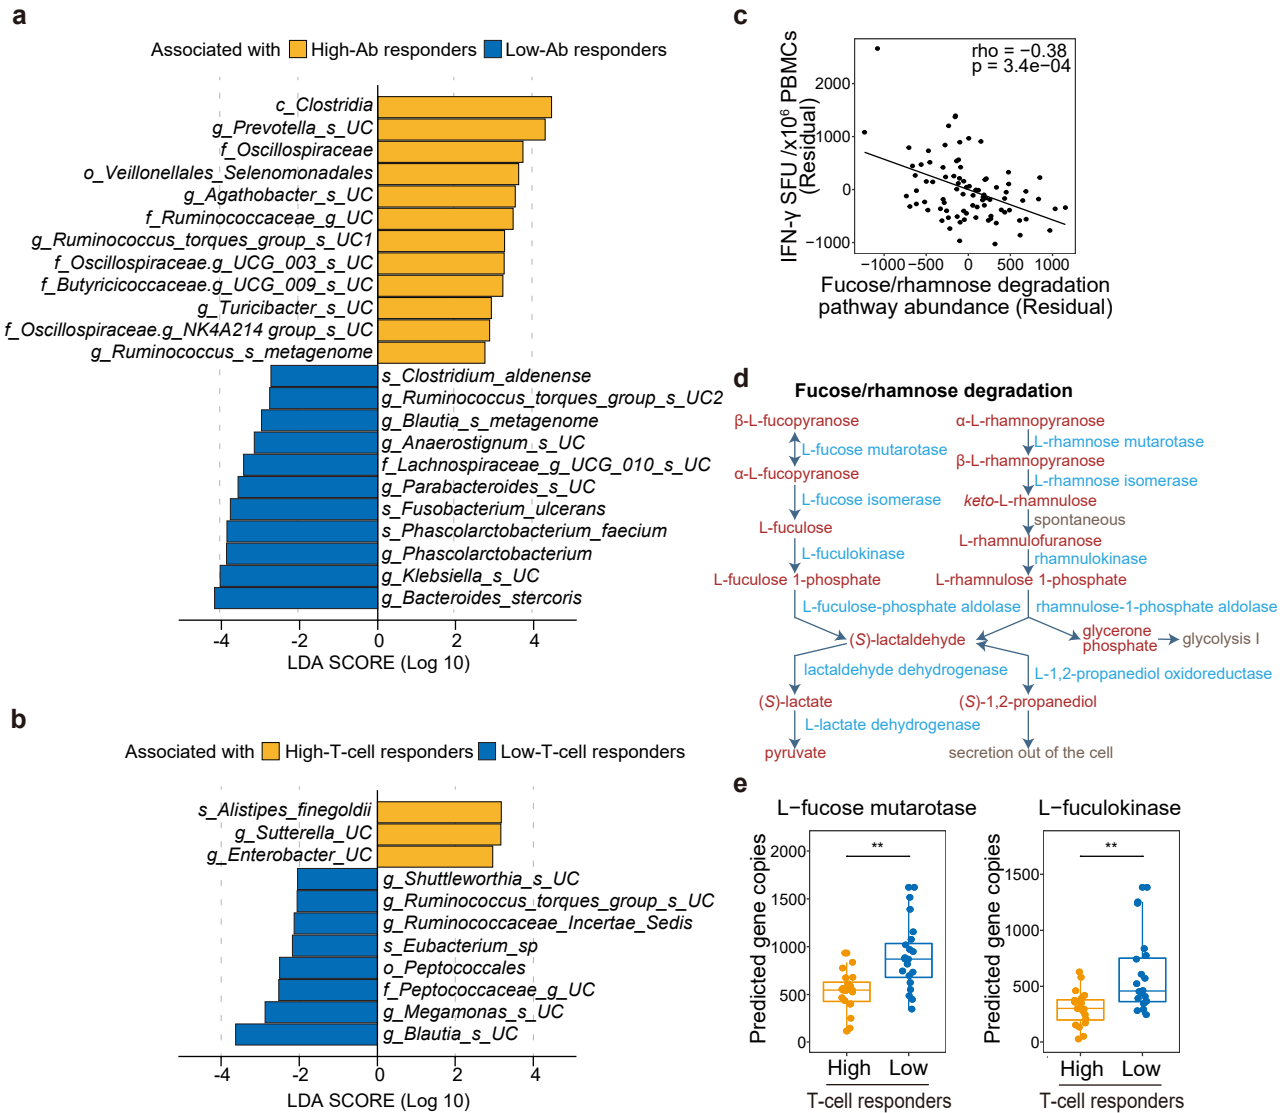 a
Associated with High-Ab responders Low-Ab responders
c_Clostridia
g_Prevotella_s_UC
f_Oscillospiraceae
o_Veillonellales_Selenomonadales
g_Agathobacter_s_UC
f_Ruminococcaceae_g_UC
g_Ruminococcus_torques_group_s_UC1
f_Oscillospiraceae.g_UCG_003_s_UC
f_Butyricicoccaceae.g_UCG_009_s_UC
g_Turicibacter_s_UC
f_Oscillospiraceae.g_NK4A214 group_s_UC
g_Ruminococcus_s_metagenome
s_Clostridium_aldenense
g_Ruminococcus_torques_group_s_UC2
g_Blautia_s_metagenome
g_Anaerostignum_s_UC
f_Lachnospiraceae_g_UCG_010_s_UC
g_Parabacteroides_s_UC
s_Fusobacterium_ulcerans
s_Phascolarctobacterium_faecium
g_Phascolarctobacterium
g_Klebsiella_s_UC
g_Bacteroides_stercoris
-4 -2 0 2 4
LDA SCORE (Log 10)
b
Associated with High-T-cell responders Low-T-cell responders
s_Alistipes_finegoldii
g_Sutterella_UC
g_Enterobacter_UC
g_Shuttleworthia_s_UC
g_Ruminococcus_torques_group_s_UC
g_Ruminococcaceae_Incertae_Sedis
s_Eubacterium_sp
o_Peptococcales
f_Peptococcaceae_g_UC
g_Megamonas_s_UC
g_Blautia_s_UC
-4 -2 0 2 4
LDA SCORE (Log 10)
c
IFN-γ SFU /x10⁶ PBMCs
(Residual)
rho = −0.38
p = 3.4e−04
2000
1000
0
−1000
−1000 −500 0 500 1000
Fucose/rhamnose degradation
pathway abundance (Residual)
d
Fucose/rhamnose degradation
β-L-fucopyranose α-L-rhamnopyranose
L-fucose mutarotase L-rhamnose mutarotase
α-L-fucopyranose β-L-rhamnopyranose
L-fucose isomerase L-rhamnose isomerase
L-fuculose keto-L-rhamnulose
spontaneous
L-rhamnulofuranose
L-fuculokinase rhamnulokinase
L-fuculose 1-phosphate L-rhamnulose 1-phosphate
L-fuculose-phosphate aldolase rhamnulose-1-phosphate aldolase
(S)-lactaldehyde glycerone phosphate glycolysis I
lactaldehyde dehydrogenase L-1,2-propanediol oxidoreductase
(S)-lactate (S)-1,2-propanediol
L-lactate dehydrogenase
pyruvate secretion out of the cell
e
L−fucose mutarotase
Predicted gene copies
2000
1500
1000
500
0
**
High Low
T-cell responders
L−fuculokinase
Predicted gene copies
1500
1000
500
0
**
High Low
T-cell responders